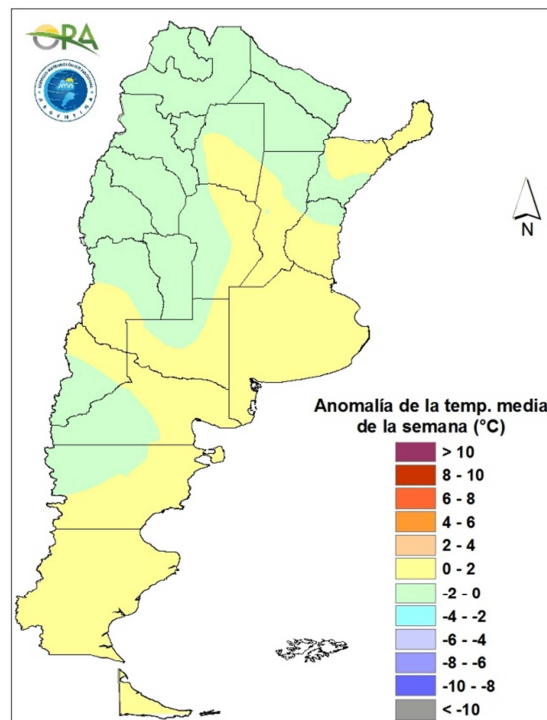 ORA
N
Anomalía de la temp. media
de la semana (°C)
> 10
8 - 10
6 - 8
4 - 6
2 - 4
0 - 2
-2 - 0
-4 - -2
-6 - -4
-8 - -6
-10 - -8
< -10